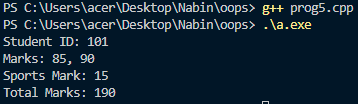 PS C:\Users\acer\Desktop\Nabin\oops> g++ prog5.cpp
PS C:\Users\acer\Desktop\Nabin\oops> .\a.exe
Student ID: 101
Marks: 85, 90
Sports Mark: 15
Total Marks: 190